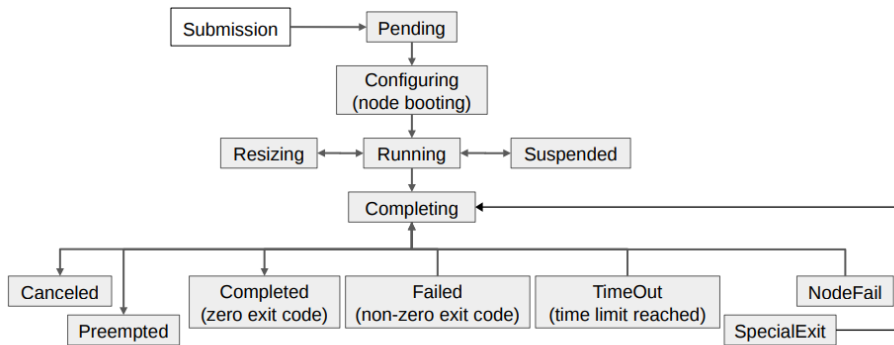 Submission
Pending
Configuring
(node booting)
Resizing
Running
Suspended
Completing
Canceled
Completed
(zero exit code)
Failed
(non-zero exit code)
TimeOut
(time limit reached)
NodeFail
Preempted
SpecialExit